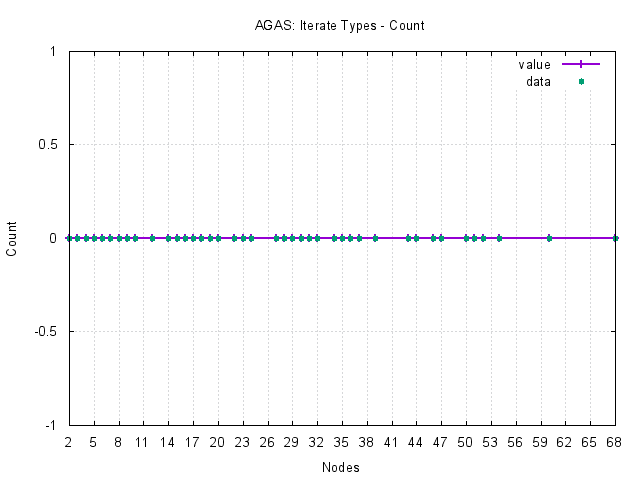 AGAS: Iterate Types - Count
value
data
1
0.5
0
-0.5
-1
Count
2 5 8 11 14 17 20 23 26 29 32 35 38 41 44 47 50 53 56 59 62 65 68
Nodes